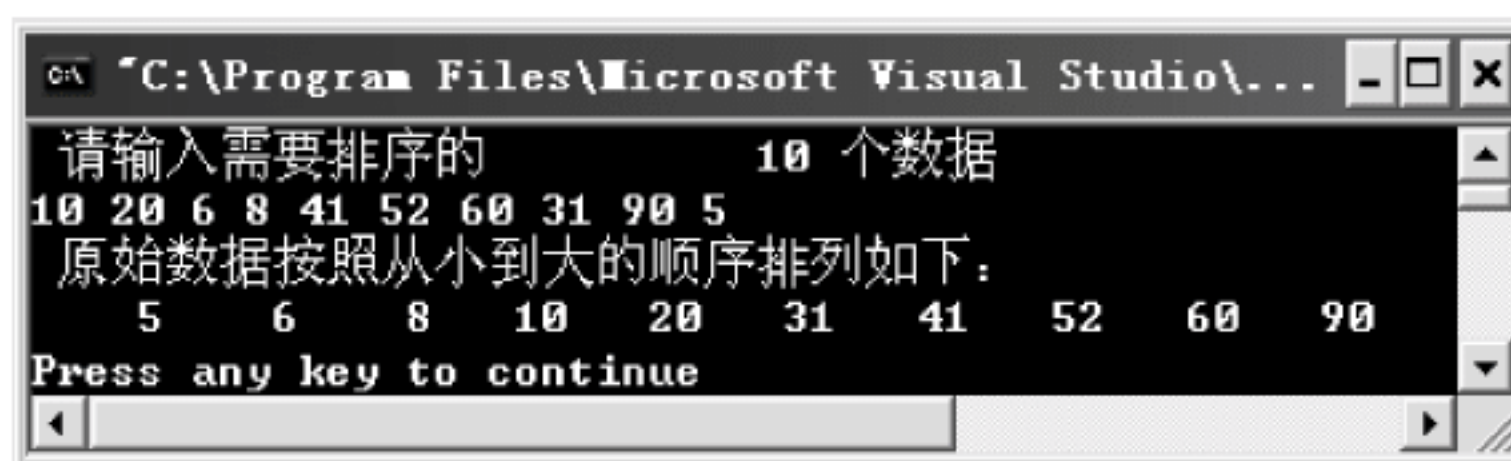 "C:\Program Files\Microsoft Visual Studio\...
请输入需要排序的 10 个数据
10 20 6 8 41 52 60 31 90 5
原始数据按照从小到大的顺序排列如下：
5 6 8 10 20 31 41 52 60 90
Press any key to continue